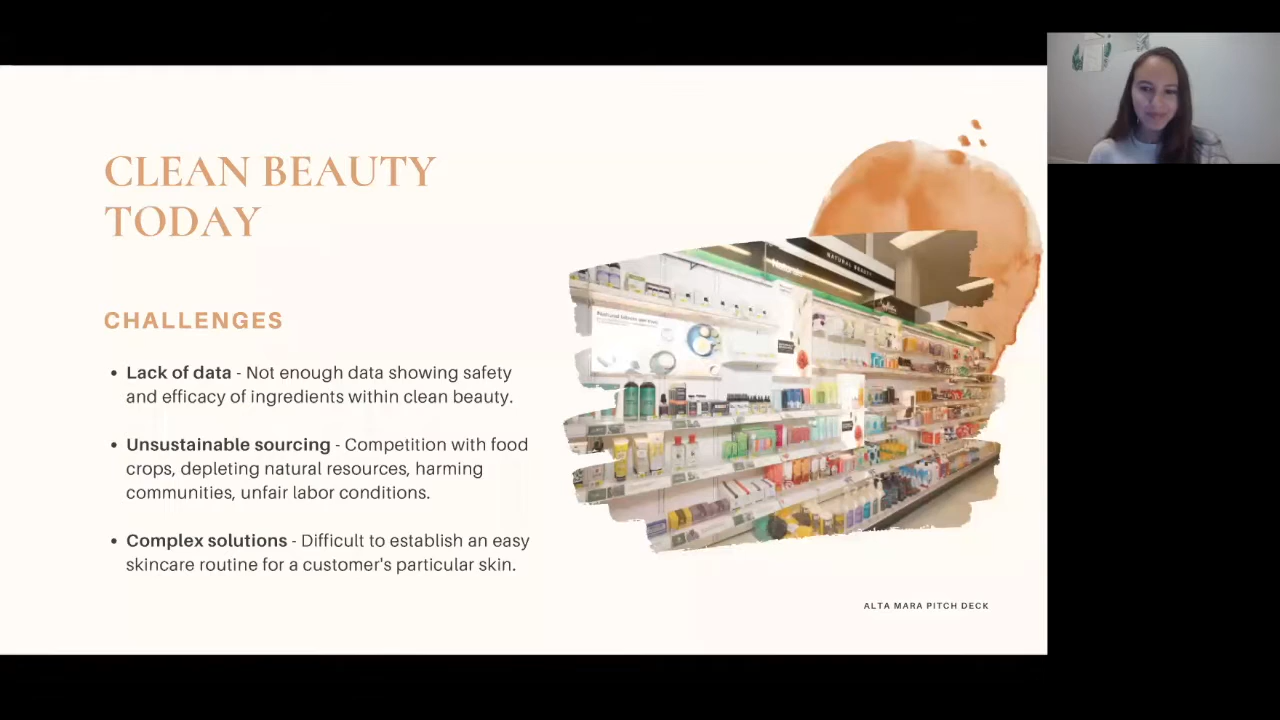 CLEAN BEAUTY
TODAY
CHALLENGES
• Lack of data - Not enough data showing safety
and efficacy of ingredients within clean beauty.
• Unsustainable sourcing - Competition with food
crops, depleting natural resources, harming
communities, unfair labor conditions.
• Complex solutions - Difficult to establish an easy
skincare routine for a customer's particular skin.
NATURAL BEAUTY
Naturals
ALTA MARA PITCH DECK